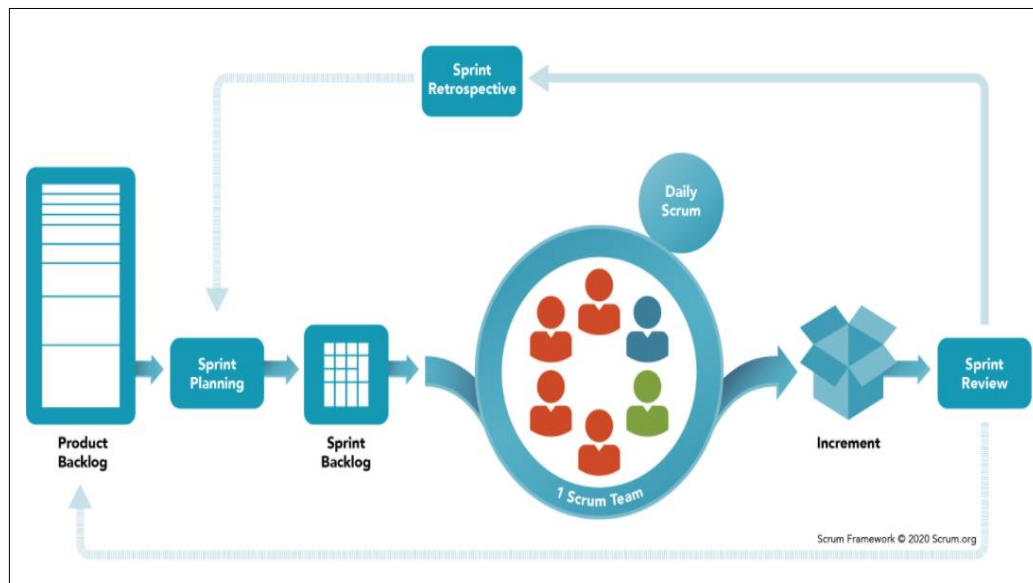 Sprint
Retrospective
Daily
Scrum
Sprint
Planning
Sprint
Review
Product
Backlog
Sprint
Backlog
Increment
1 Scrum Team
Scrum Framework © 2020 Scrum.org